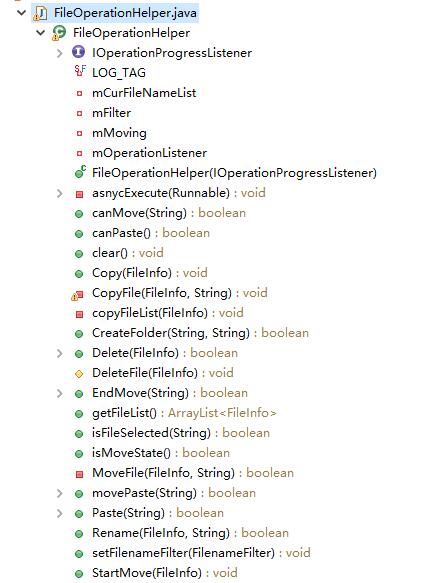 FileOperationHelper.java
FileOperationHelper
IOperationProgressListener
LOG_TAG
mCurFileNameList
mFilter
mMoving
mOperationListener
FileOperationHelper(IOperationProgressListener)
asnycExecute(Runnable) : void
canMove(String) : boolean
canPaste() : boolean
clear() : void
Copy(FileInfo) : void
CopyFile(FileInfo, String) : void
copyFileList(FileInfo) : void
CreateFolder(String, String) : boolean
Delete(FileInfo) : boolean
DeleteFile(FileInfo) : void
EndMove(String) : boolean
getFileList() : ArrayList<FileInfo>
isFileSelected(String) : boolean
isMoveState() : boolean
MoveFile(FileInfo, String) : boolean
movePaste(String) : boolean
Paste(String) : boolean
Rename(FileInfo, String) : boolean
setFilenameFilter(FilenameFilter) : void
StartMove(FileInfo) : void